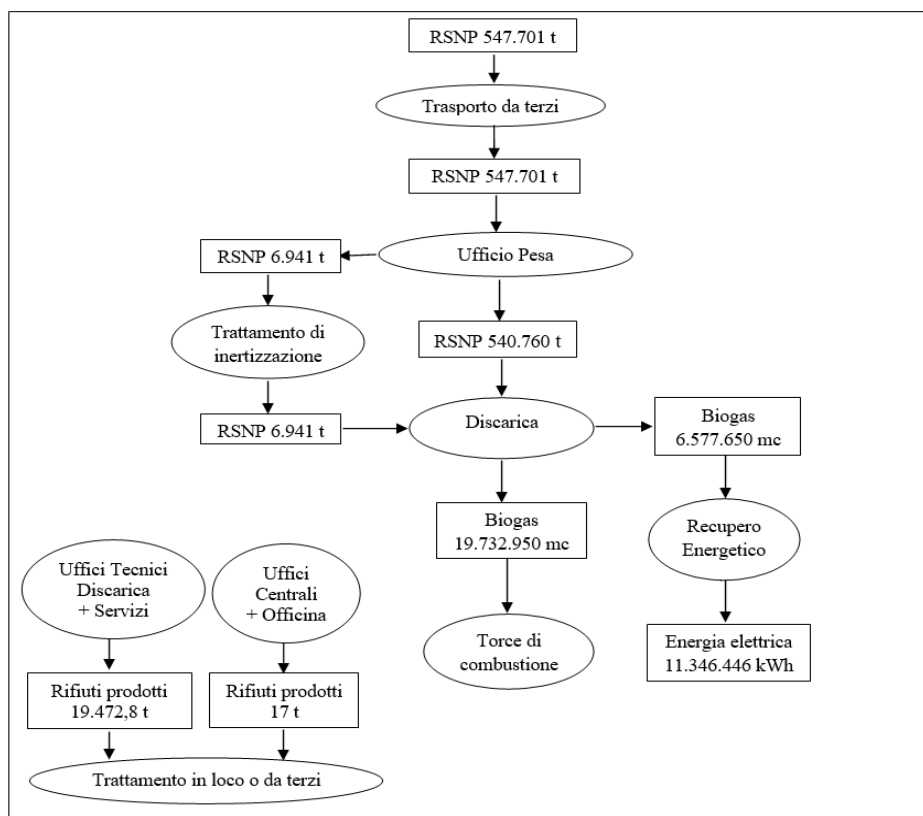 RSNP 547.701 t
Trasporto da terzi
RSNP 547.701 t
Ufficio Pesa
RSNP 6.941 t
Trattamento di
inertizzazione
RSNP 540.760 t
RSNP 6.941 t
Discarica
Biogas
6.577.650 mc
Biogas
19.732.950 mc
Recupero
Energetico
Uffici Tecnici
Discarica
+ Servizi
Uffici
Centrali
+ Officina
Torce di
combustione
Energia elettrica
11.346.446 kWh
Rifiuti prodotti
19.472,8 t
Rifiuti prodotti
17 t
Trattamento in loco o da terzi